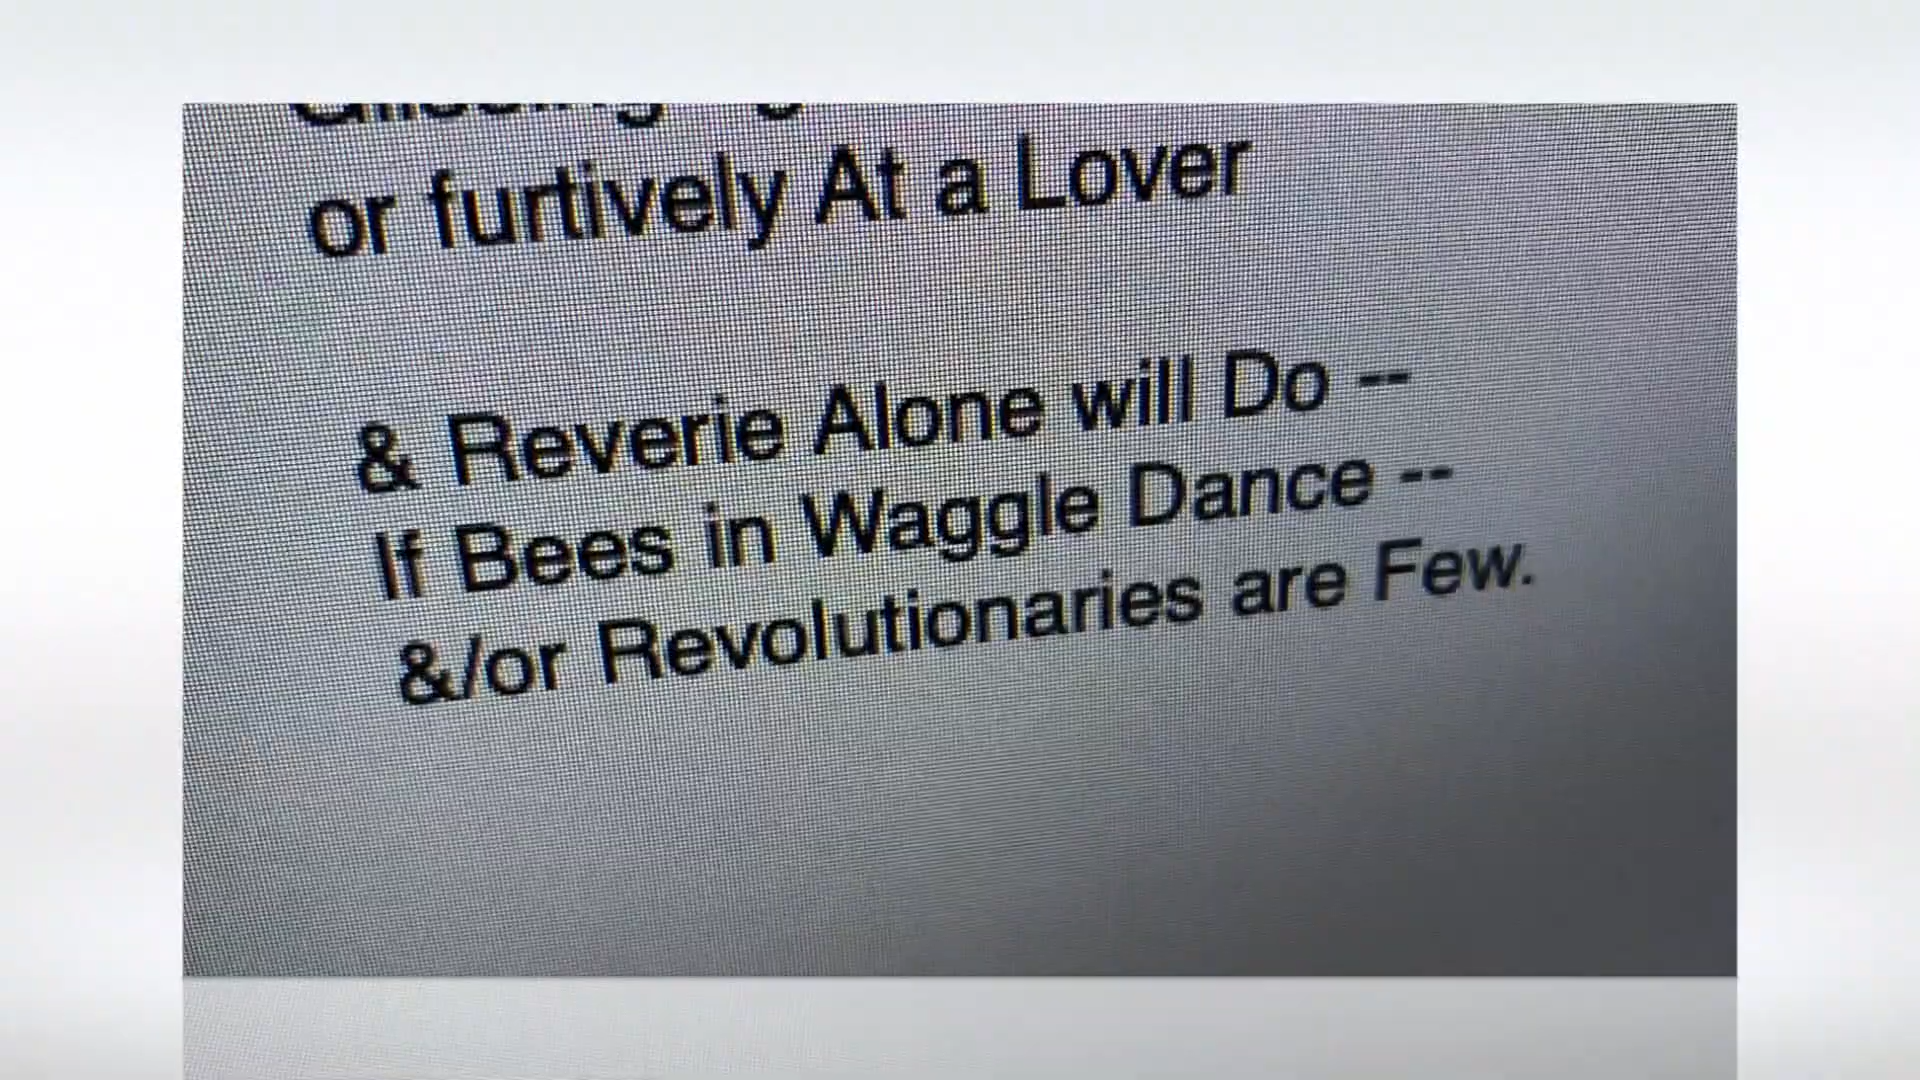 or furtively At a Lover
& Reverie Alone will Do --
If Bees in Waggle Dance --
&/or Revolutionaries are Few.